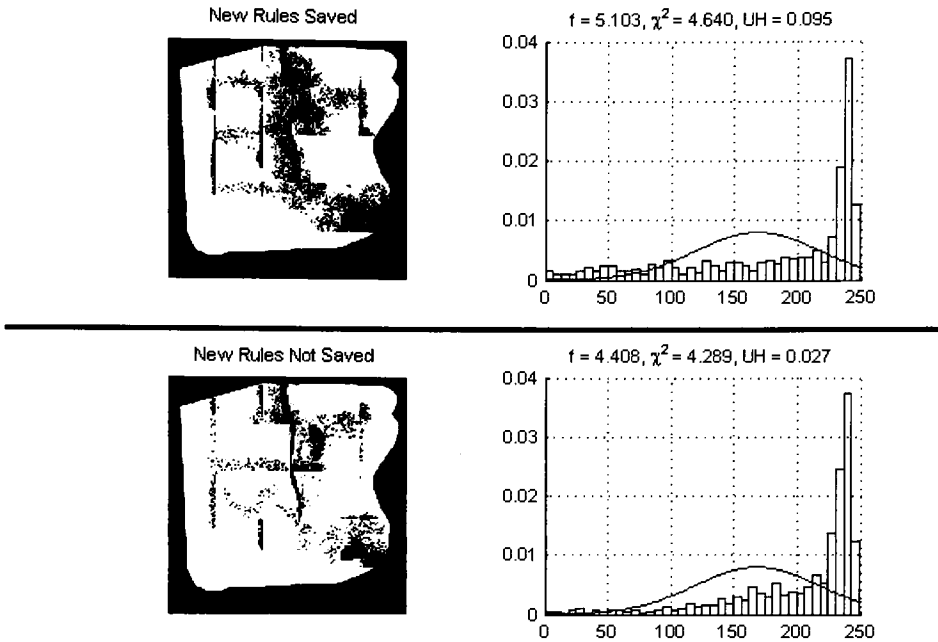 New Rules Saved
f = 5.103, χ² = 4.640, UH = 0.095
0.04
0.03
0.02
0.01
0
0 50 100 150 200 250
New Rules Not Saved
f = 4.408, χ² = 4.289, UH = 0.027
0.04
0.03
0.02
0.01
0
0 50 100 150 200 250